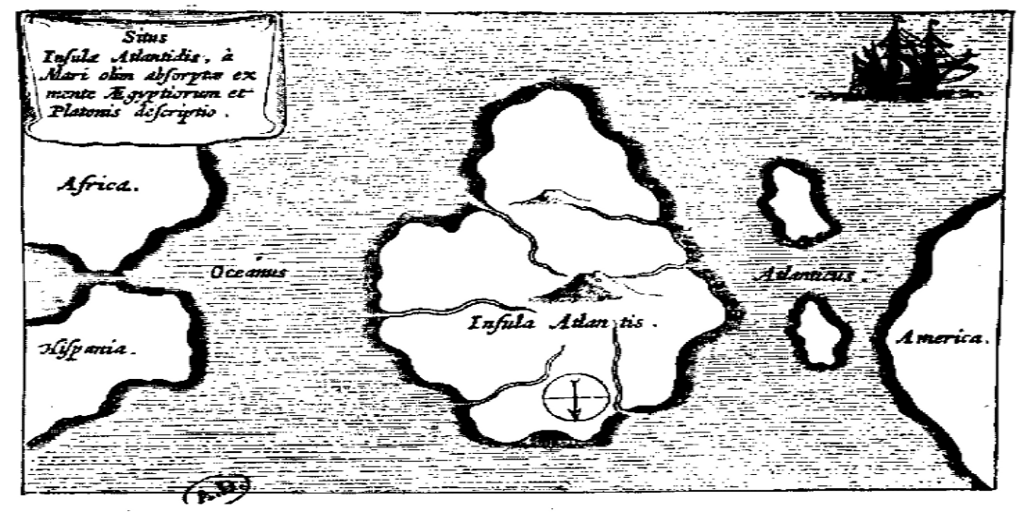 Situs
Insulæ Atlantidis, à
Mari olim absorptæ ex
mente Ægyptiorum et
Platonis descriptio.
Africa.
Oceanus
Atlanticus.
Insula Atlantis.
Hispania.
America.